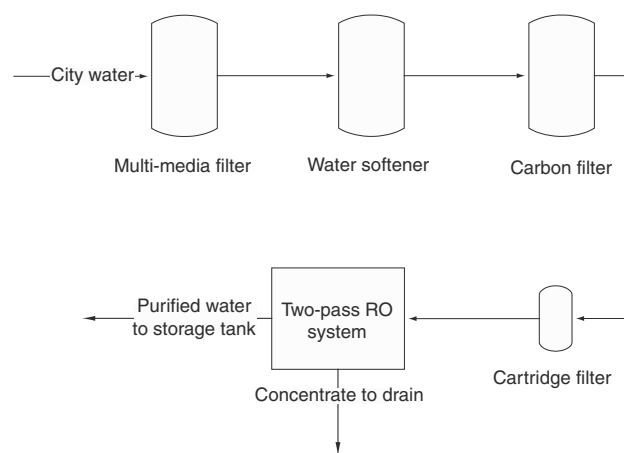 City water
Multi-media filter
Water softener
Carbon filter
Purified water
to storage tank
Two-pass RO
system
Cartridge filter
Concentrate to drain